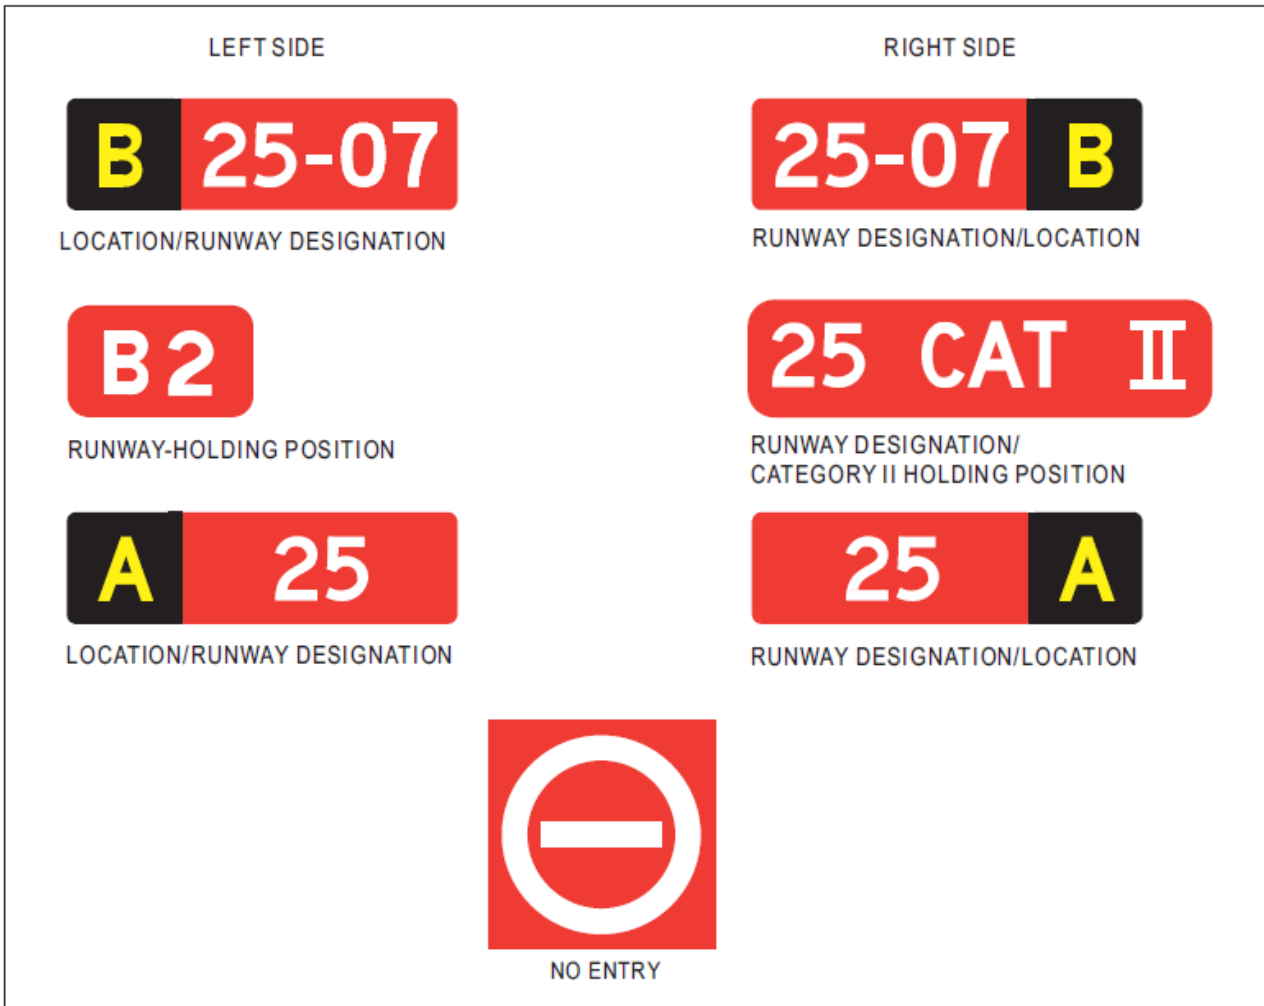 LEFT SIDE
RIGHT SIDE
B 25-07
25-07 B
LOCATION/RUNWAY DESIGNATION
RUNWAY DESIGNATION/LOCATION
B2
25 CAT II
RUNWAY-HOLDING POSITION
RUNWAY DESIGNATION/
CATEGORY II HOLDING POSITION
A 25
25 A
LOCATION/RUNWAY DESIGNATION
RUNWAY DESIGNATION/LOCATION
NO ENTRY